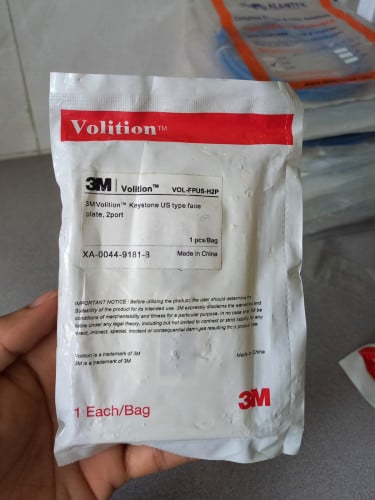 Volition™
3M Volition™ VOL-FPUS-H2P
3MVolition™ Keystone US type face
plate, 2port
1 pcs/Bag
XA-0044-9181-3 Made in China
IMPORTANT NOTICE : Before utilizing the product, the user should determine the
Suitability of the product for its intended use. 3M expressly disclaims the warranties and
conditions of merchantability and fitness for a particular purpose. In no case shall be
liable under any legal theory, including but not limited to contract or strict liability, for any
direct, indirect, special, incident or consequential damages resulting from product use.
Volition is a trademark of 3M
3M is a trademark of 3M
Made in China
1 Each/Bag 3M